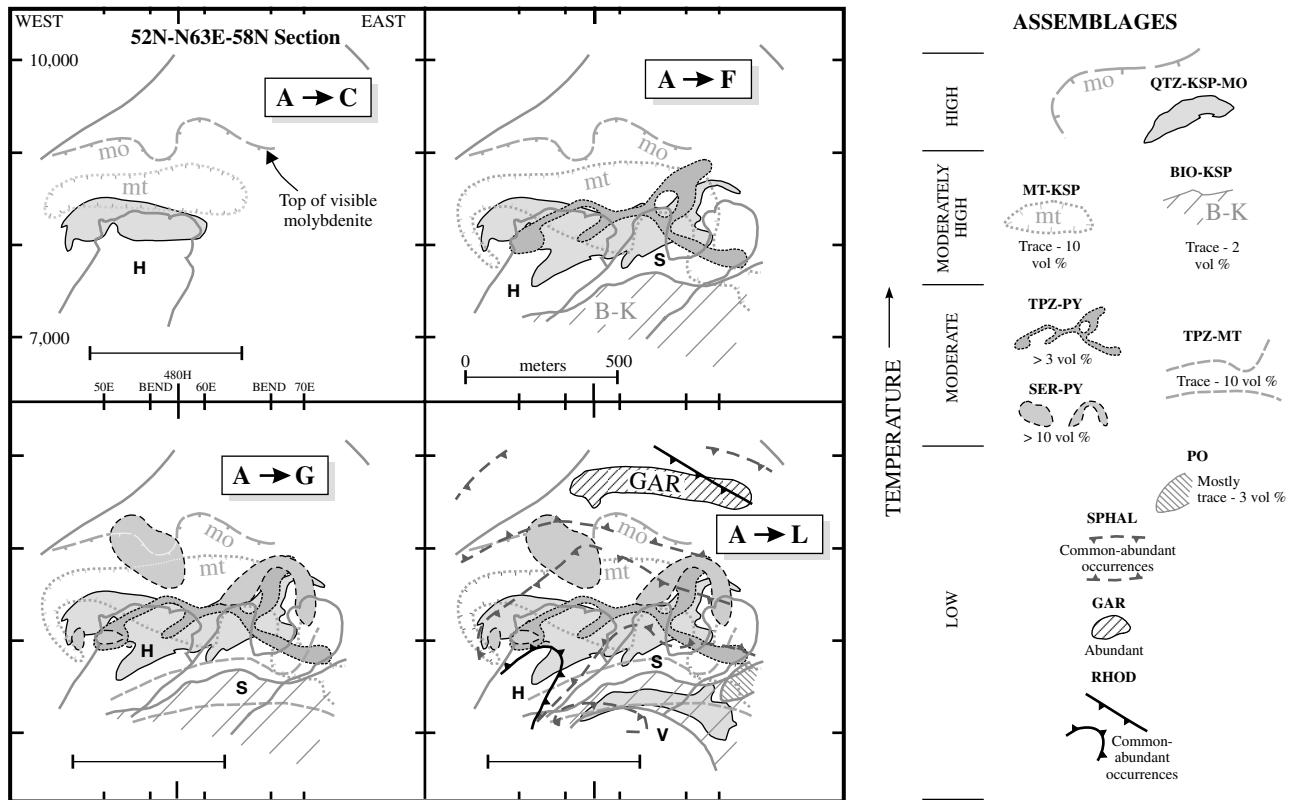 WEST
EAST
52N-N63E-58N Section
10,000
A → C
mo
mt
Top of visible
molybdenite
H
7,000
480H
50E BEND 60E BEND 70E
A → F
mo
mt
S
H
B-K
0 meters 500
A → G
mo
mt
H
S
GAR
A → L
mo
mt
S
H
V
ASSEMBLAGES
TEMPERATURE
HIGH
mo
QTZ-KSP-MO
MODERATELY
HIGH
MT-KSP
mt
Trace - 10
vol %
BIO-KSP
B-K
Trace - 2
vol %
MODERATE
TPZ-PY
> 3 vol %
TPZ-MT
Trace - 10 vol %
SER-PY
> 10 vol %
LOW
PO
Mostly
trace - 3 vol %
SPHAL
Common-abundant
occurrences
GAR
Abundant
RHOD
Common-
abundant
occurrences